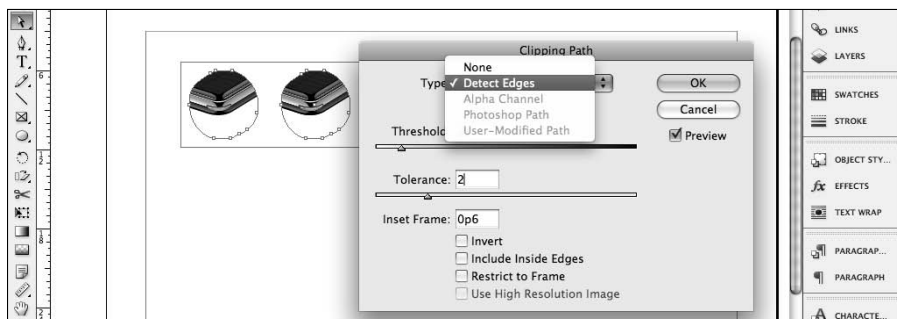 Clipping Path
Type
None
✓ Detect Edges
Alpha Channel
Photoshop Path
User-Modified Path
Threshold
Tolerance: 2
Inset Frame: 0p6
Invert
Include Inside Edges
Restrict to Frame
Use High Resolution Image
OK
Cancel
Preview
LINKS
LAYERS
SWATCHES
STROKE
OBJECT STY...
EFFECTS
TEXT WRAP
PARAGRAP...
PARAGRAPH
CHARACTE...